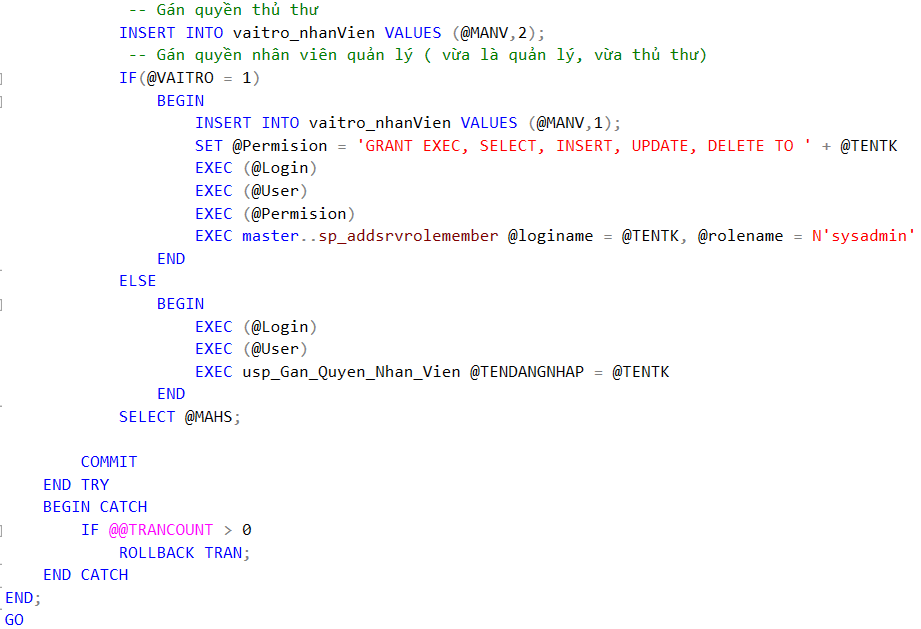 -- Gán quyền thủ thư
INSERT INTO vaitro_nhanVien VALUES (@MANV,2);
-- Gán quyền nhân viên quản lý ( vừa là quản lý, vừa thủ thư)
IF(@VAITRO = 1)
BEGIN
INSERT INTO vaitro_nhanVien VALUES (@MANV,1);
SET @Permision = 'GRANT EXEC, SELECT, INSERT, UPDATE, DELETE TO ' + @TENTK
EXEC (@Login)
EXEC (@User)
EXEC (@Permision)
EXEC master..sp_addsrvrolemember @loginame = @TENTK, @rolename = N'sysadmin'
END
ELSE
BEGIN
EXEC (@Login)
EXEC (@User)
EXEC usp_Gan_Quyen_Nhan_Vien @TENDANGNHAP = @TENTK
END
SELECT @MAHS;
COMMIT
END TRY
BEGIN CATCH
IF @@TRANCOUNT > 0
ROLLBACK TRAN;
END CATCH
END;
GO